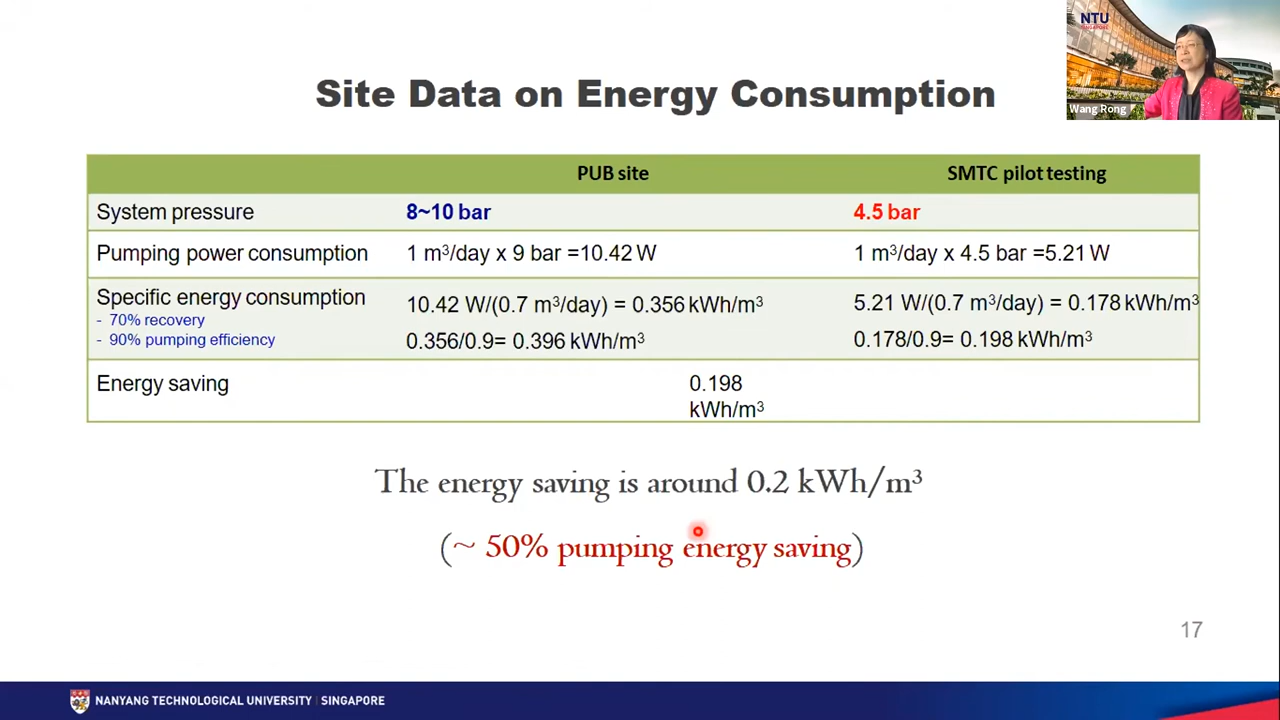 NTU
SINGAPORE
Wang Rong
Site Data on Energy Consumption
PUB site
SMTC pilot testing
System pressure
8~10 bar
4.5 bar
Pumping power consumption
1 m³/day x 9 bar =10.42 W
1 m³/day x 4.5 bar =5.21 W
Specific energy consumption
- 70% recovery
- 90% pumping efficiency
10.42 W/(0.7 m³/day) = 0.356 kWh/m³
0.356/0.9= 0.396 kWh/m³
5.21 W/(0.7 m³/day) = 0.178 kWh/m³
0.178/0.9= 0.198 kWh/m³
Energy saving
0.198
kWh/m³
The energy saving is around 0.2 kWh/m³
(~ 50% pumping energy saving)
17
NANYANG TECHNOLOGICAL UNIVERSITY | SINGAPORE